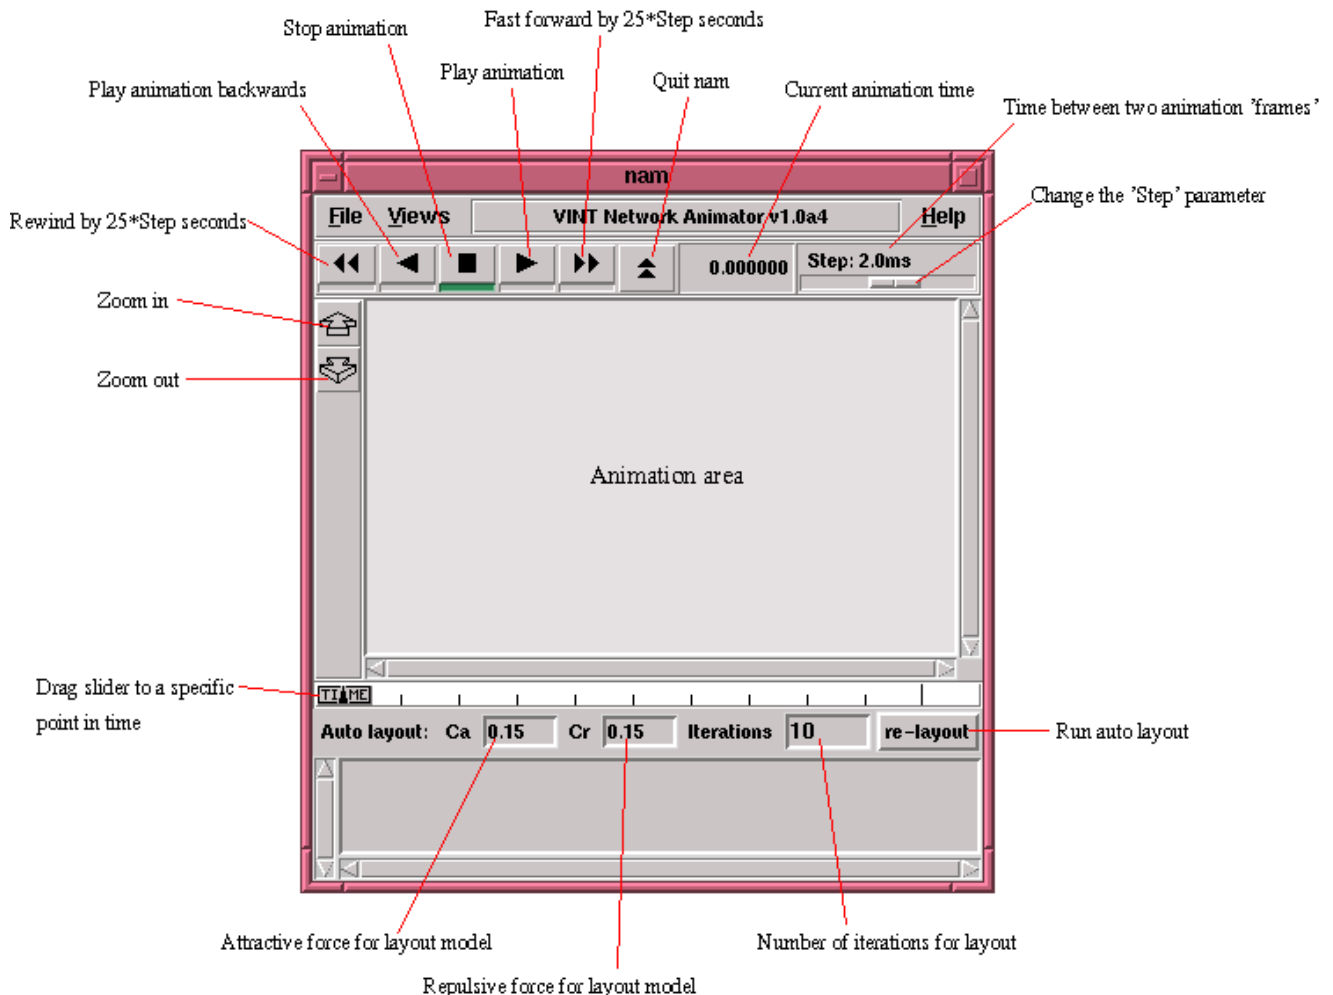 Fast forward by 25*Step seconds
Stop animation
Play animation
Quit nam
Play animation backwards
Current animation time
Time between two animation 'frames'
nam
Change the 'Step' parameter
Rewind by 25*Step seconds
File Views VINT Network Animator v1.0a4 Help
0.000000 Step: 2.0ms
Zoom in
Zoom out
Animation area
Drag slider to a specific
point in time
TIME
Auto layout: Ca 0.15 Cr 0.15 Iterations 10 re-layout
Run auto layout
Attractive force for layout model
Number of iterations for layout
Repulsive force for layout model